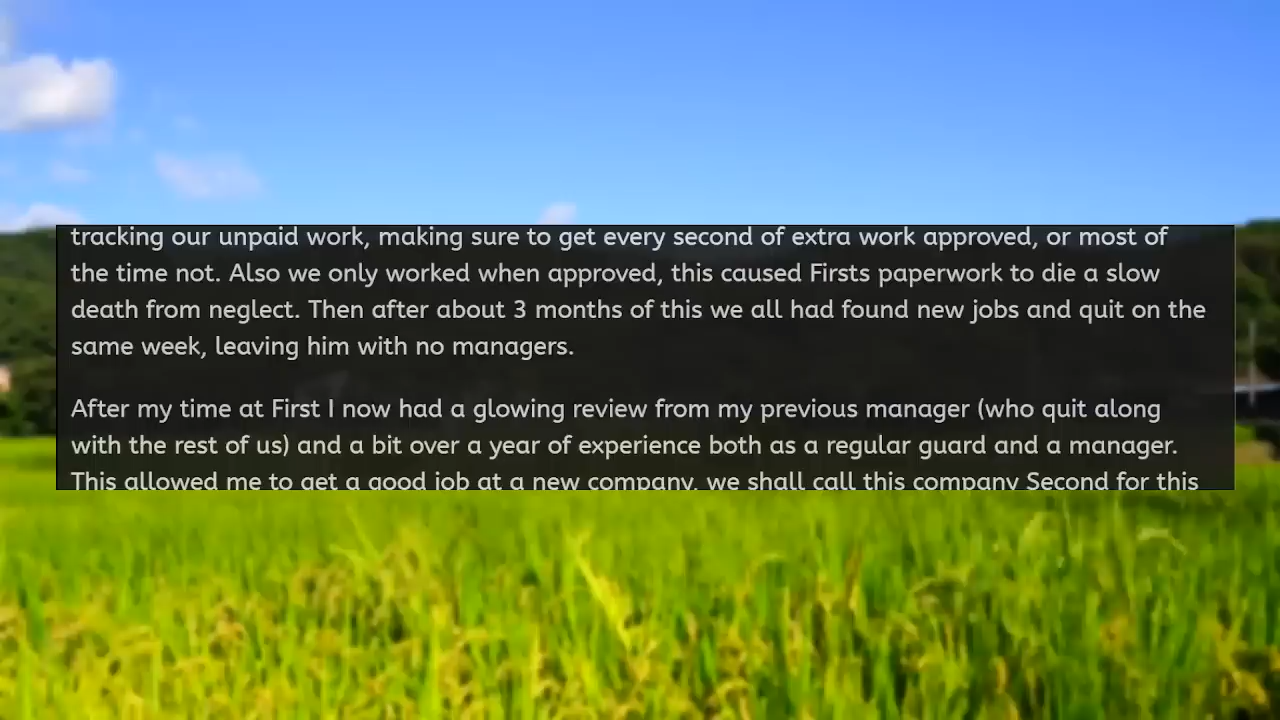 tracking our unpaid work, making sure to get every second of extra work approved, or most of
the time not. Also we only worked when approved, this caused Firsts paperwork to die a slow
death from neglect. Then after about 3 months of this we all had found new jobs and quit on the
same week, leaving him with no managers.
After my time at First I now had a glowing review from my previous manager (who quit along
with the rest of us) and a bit over a year of experience both as a regular guard and a manager.
This allowed me to get a good job at a new company, we shall call this company Second for this